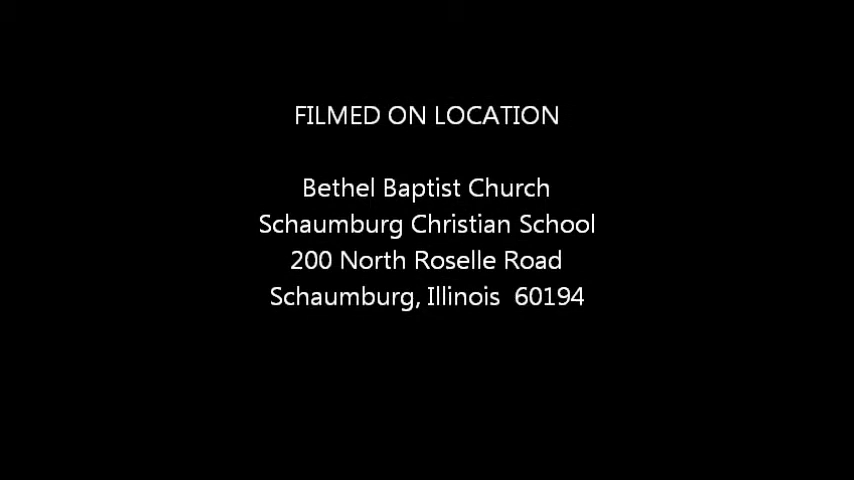 FILMED ON LOCATION
Bethel Baptist Church
Schaumburg Christian School
200 North Roselle Road
Schaumburg, Illinois  60194